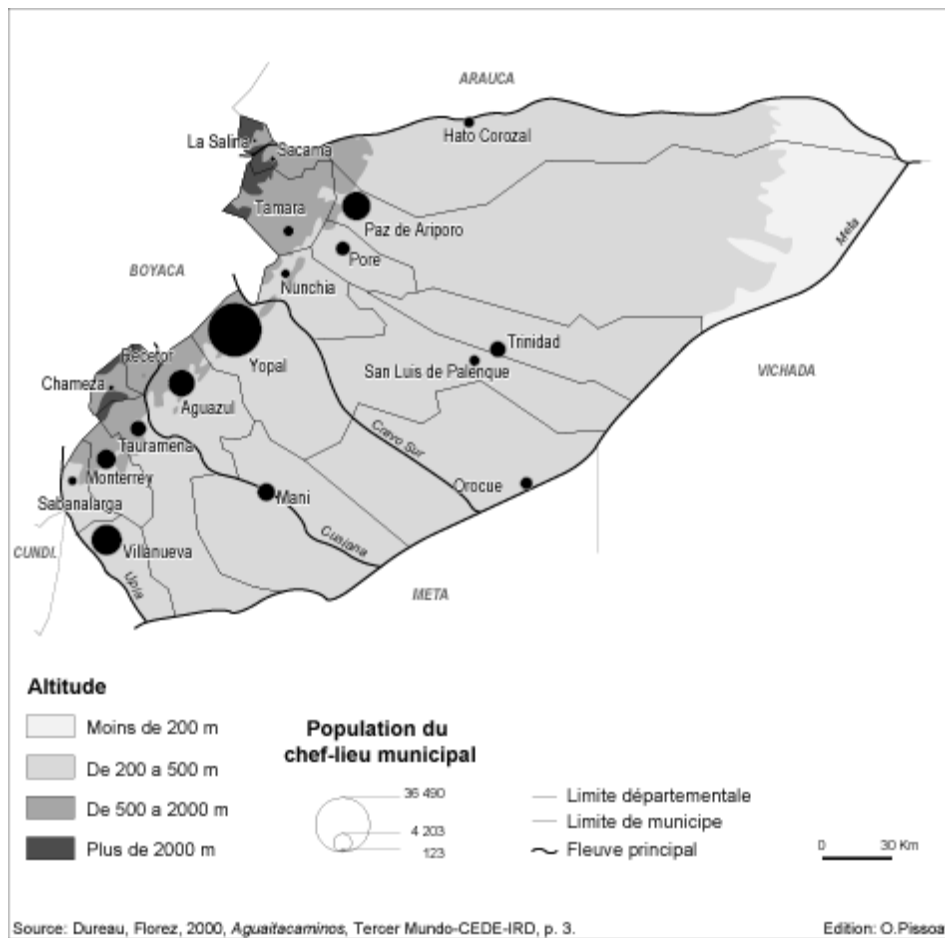 ARAUCA
Hato Corozal
La Salina
Sacama
Tamara
Paz de Ariporo
Pore
Meta
BOYACA
Nunchia
Trinidad
Recetor
Yopal
San Luis de Palenque
VICHADA
Chameza
Aguazul
Tauramena
Cravo Sur
Monterrey
Orocue
Sabanalarga
Mani
Cusiana
CUNDI.
Villanueva
Upia
META
Altitude
Moins de 200 m
De 200 a 500 m
De 500 a 2000 m
Plus de 2000 m
Population du
chef-lieu municipal
36 490
4 203
123
Limite départementale
Limite de municipe
Fleuve principal
0 30 Km
Source: Dureau, Florez, 2000, Aguaitacaminos, Tercer Mundo-CEDE-IRD, p. 3.
Edition: O.Pissoa